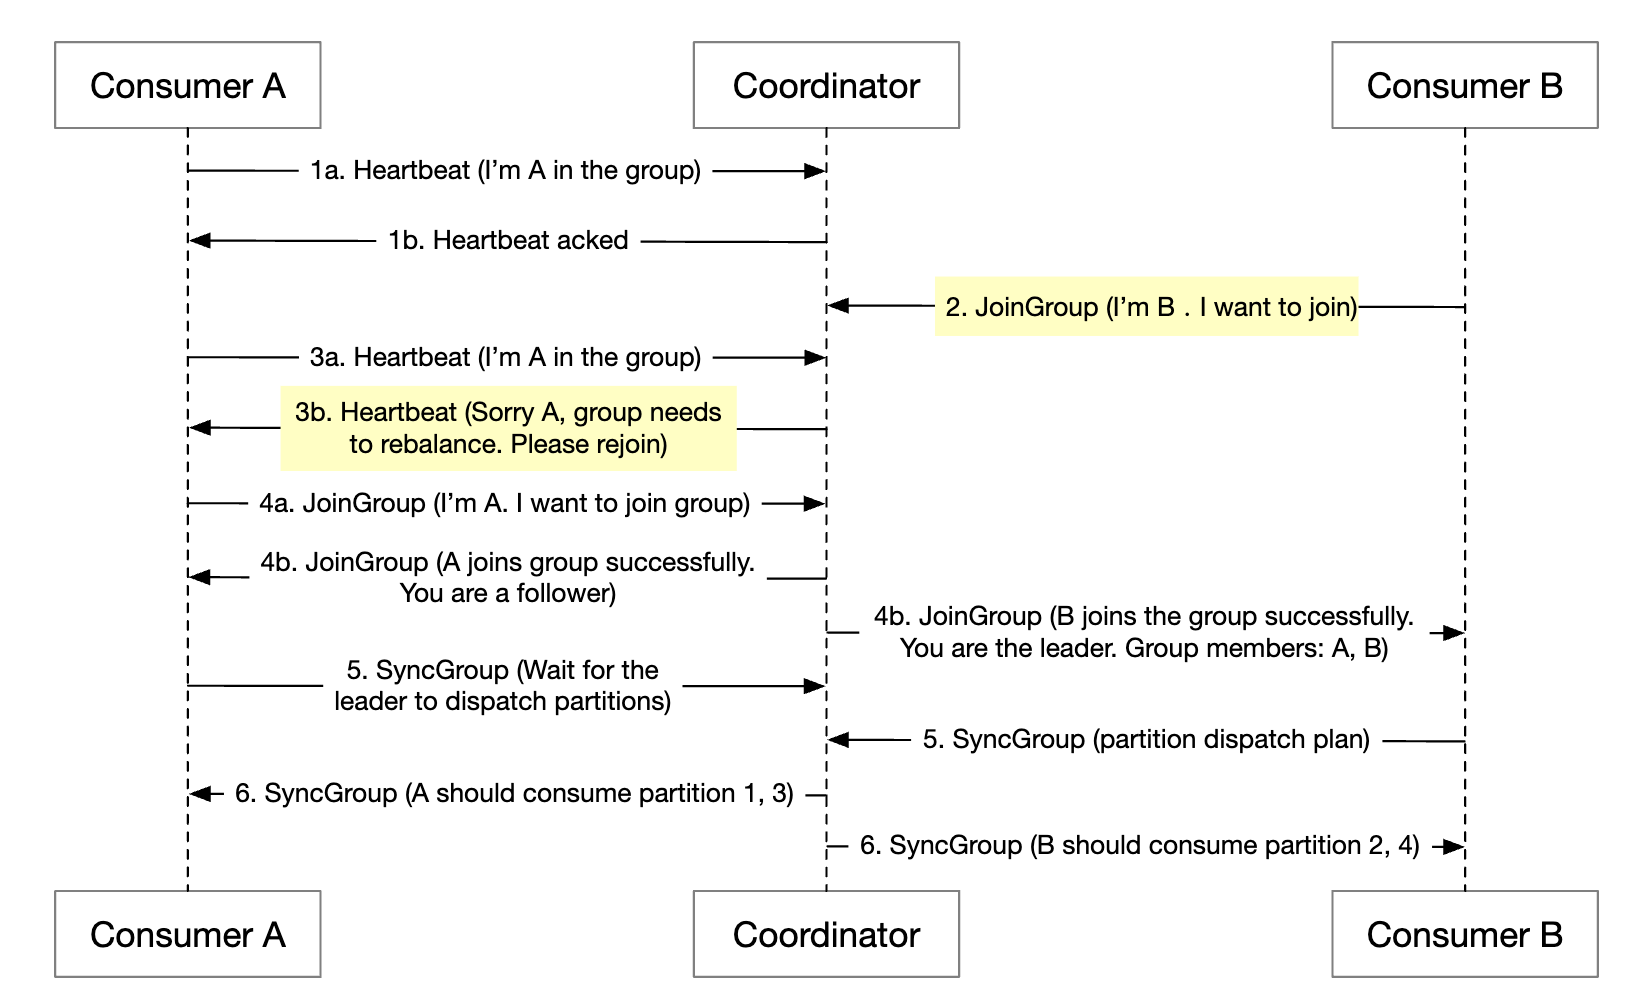 Consumer A
Coordinator
Consumer B
1a. Heartbeat (I’m A in the group)
1b. Heartbeat acked
2. JoinGroup (I’m B . I want to join)
3a. Heartbeat (I’m A in the group)
3b. Heartbeat (Sorry A, group needs
to rebalance. Please rejoin)
4a. JoinGroup (I’m A. I want to join group)
4b. JoinGroup (A joins group successfully.
You are a follower)
4b. JoinGroup (B joins the group successfully.
You are the leader. Group members: A, B)
5. SyncGroup (Wait for the
leader to dispatch partitions)
5. SyncGroup (partition dispatch plan)
6. SyncGroup (A should consume partition 1, 3)
6. SyncGroup (B should consume partition 2, 4)
Consumer A
Coordinator
Consumer B